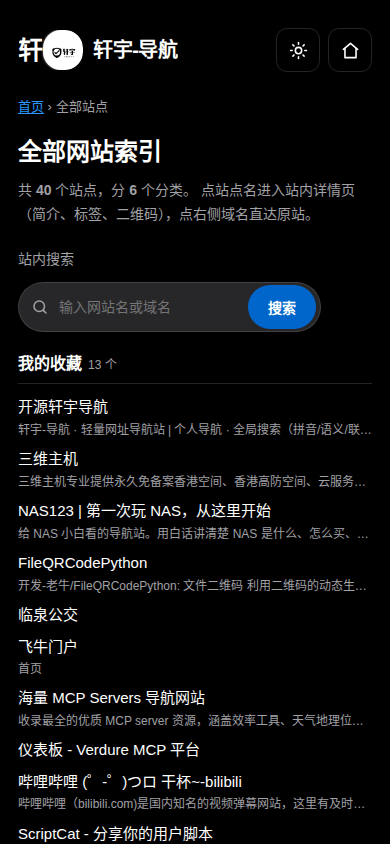 轩 轩宇 轩宇-导航
首页 › 全部站点
全部网站索引
共 40 个站点，分 6 个分类。 点站点名进入站内详情页
（简介、标签、二维码），点右侧域名直达原站。
站内搜索
输入网站名或域名 搜索
我的收藏 13 个
开源轩宇导航
轩宇-导航 · 轻量网址导航站 | 个人导航 · 全局搜索（拼音/语义/联…
三维主机
三维主机专业提供永久免备案香港空间、香港高防空间、云服务…
NAS123 | 第一次玩 NAS，从这里开始
给 NAS 小白看的导航站。用白话讲清楚 NAS 是什么、怎么买、…
FileQRCodePython
开发-老牛/FileQRCodePython: 文件二维码 利用二维码的动态生…
临泉公交
飞牛门户
首页
海量 MCP Servers 导航网站
收录最全的优质 MCP server 资源，涵盖效率工具、天气地理位…
仪表板 - Verdure MCP 平台
哔哩哔哩 (゜-゜)つロ 干杯~-bilibili
哔哩哔哩（bilibili.com)是国内知名的视频弹幕网站，这里有及时…
ScriptCat - 分享你的用户脚本